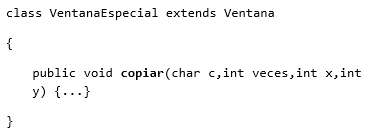 class VentanaEspecial extends Ventana
{
public void copiar(char c,int veces,int x,int
y) {...}
}